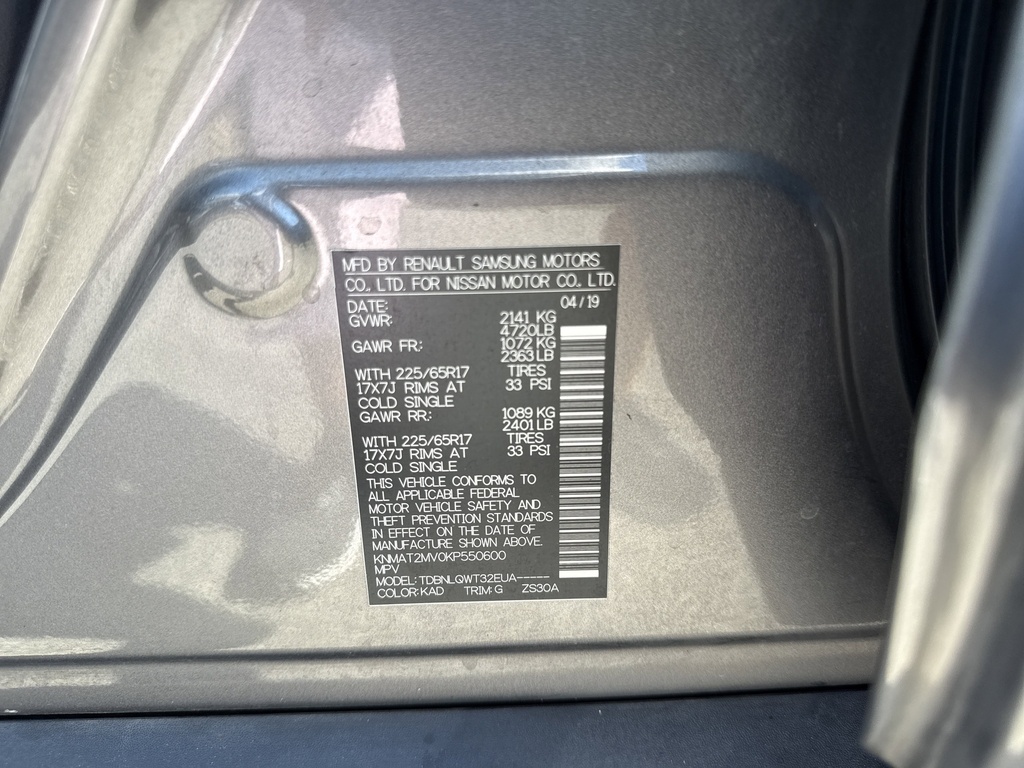 MFD BY RENAULT SAMSUNG MOTORS
CO., LTD. FOR NISSAN MOTOR CO., LTD.
DATE: 04/19
GVWR: 2141 KG
4720LB
GAWR FR: 1072 KG
2363LB
WITH 225/65R17 TIRES
17X7J RIMS AT 33 PSI
COLD SINGLE
GAWR RR: 1089 KG
2401LB
WITH 225/65R17 TIRES
17X7J RIMS AT 33 PSI
COLD SINGLE
THIS VEHICLE CONFORMS TO
ALL APPLICABLE FEDERAL
MOTOR VEHICLE SAFETY AND
THEFT PREVENTION STANDARDS
IN EFFECT ON THE DATE OF
MANUFACTURE SHOWN ABOVE.
KNMAT2MV0KP550600
MPV
MODEL: TDBNLQWT32EUA-----
COLOR: KAD TRIM: G ZS30A